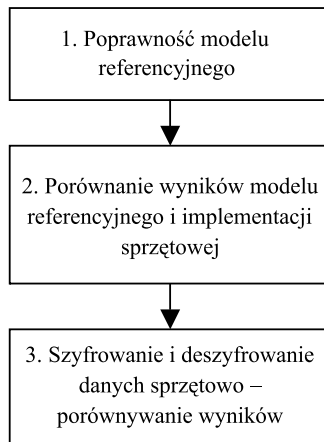 1. Poprawność modelu
referencyjnego
2. Porównanie wyników modelu
referencyjnego i implementacji
sprzętowej
3. Szyfrowanie i deszyfrowanie
danych sprzętowo –
porównywanie wyników